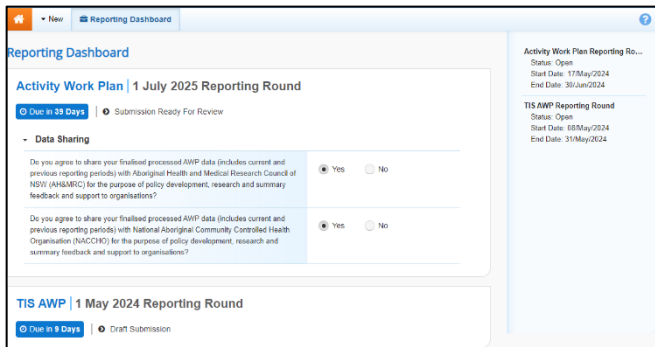 New
Reporting Dashboard
Reporting Dashboard
Activity Work Plan | 1 July 2025 Reporting Round
Due in 39 Days
Submission Ready For Review
Data Sharing
Do you agree to share your finalised processed AWP data (includes current and
previous reporting periods) with Aboriginal Health and Medical Research Council of
NSW (AH&MRC) for the purpose of policy development, research and summary
feedback and support to organisations?
Yes
No
Do you agree to share your finalised processed AWP data (includes current and
previous reporting periods) with National Aboriginal Community Controlled Health
Organisation (NACCHO) for the purpose of policy development, research and
summary feedback and support to organisations?
Yes
No
TIS AWP | 1 May 2024 Reporting Round
Due in 9 Days
Draft Submission
?
Activity Work Plan Reporting Ro...
Status: Open
Start Date: 17/May/2024
End Date: 30/Jun/2024
TIS AWP Reporting Round
Status: Open
Start Date: 08/May/2024
End Date: 31/May/2024